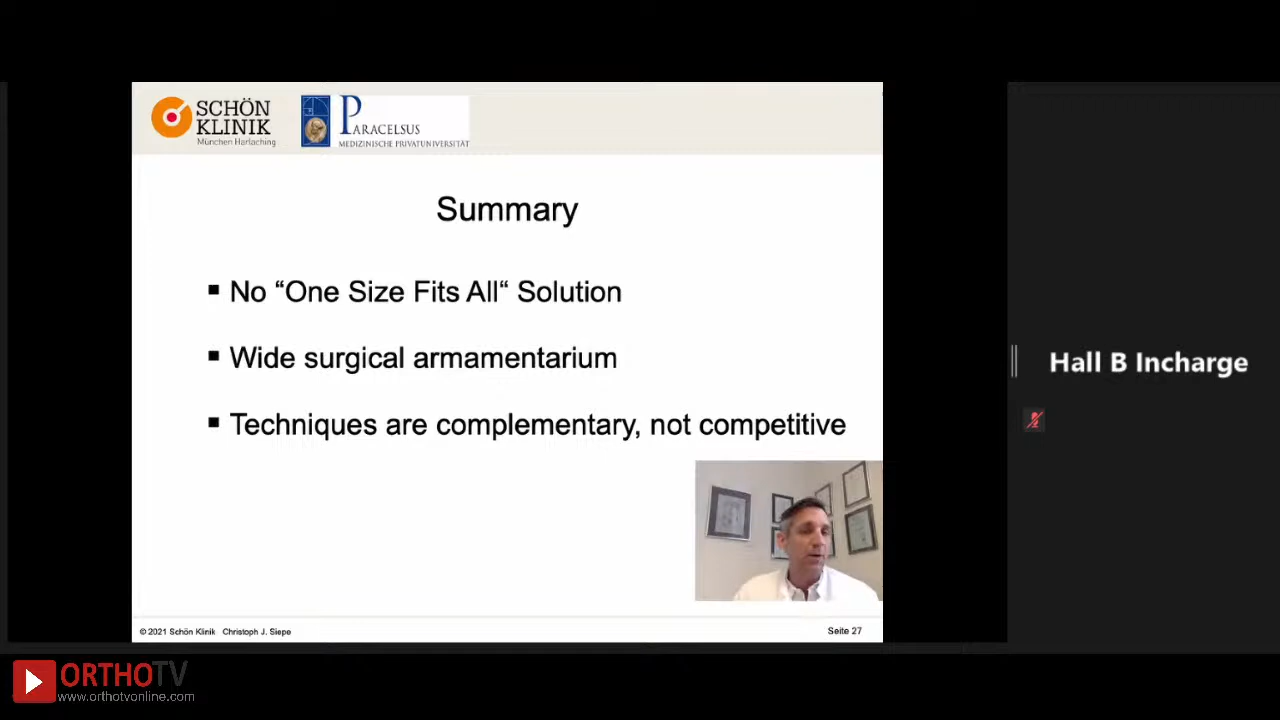 SCHÖN
KLINIK
München Harlaching
PARACELSUS
MEDIZINISCHE PRIVATUNIVERSITÄT
Summary
▪ No “One Size Fits All“ Solution
▪ Wide surgical armamentarium
▪ Techniques are complementary, not competitive
Hall B Incharge
© 2021 Schön Klinik Christoph J. Siepe
Seite 27
ORTHOTV
www.orthotvonline.com